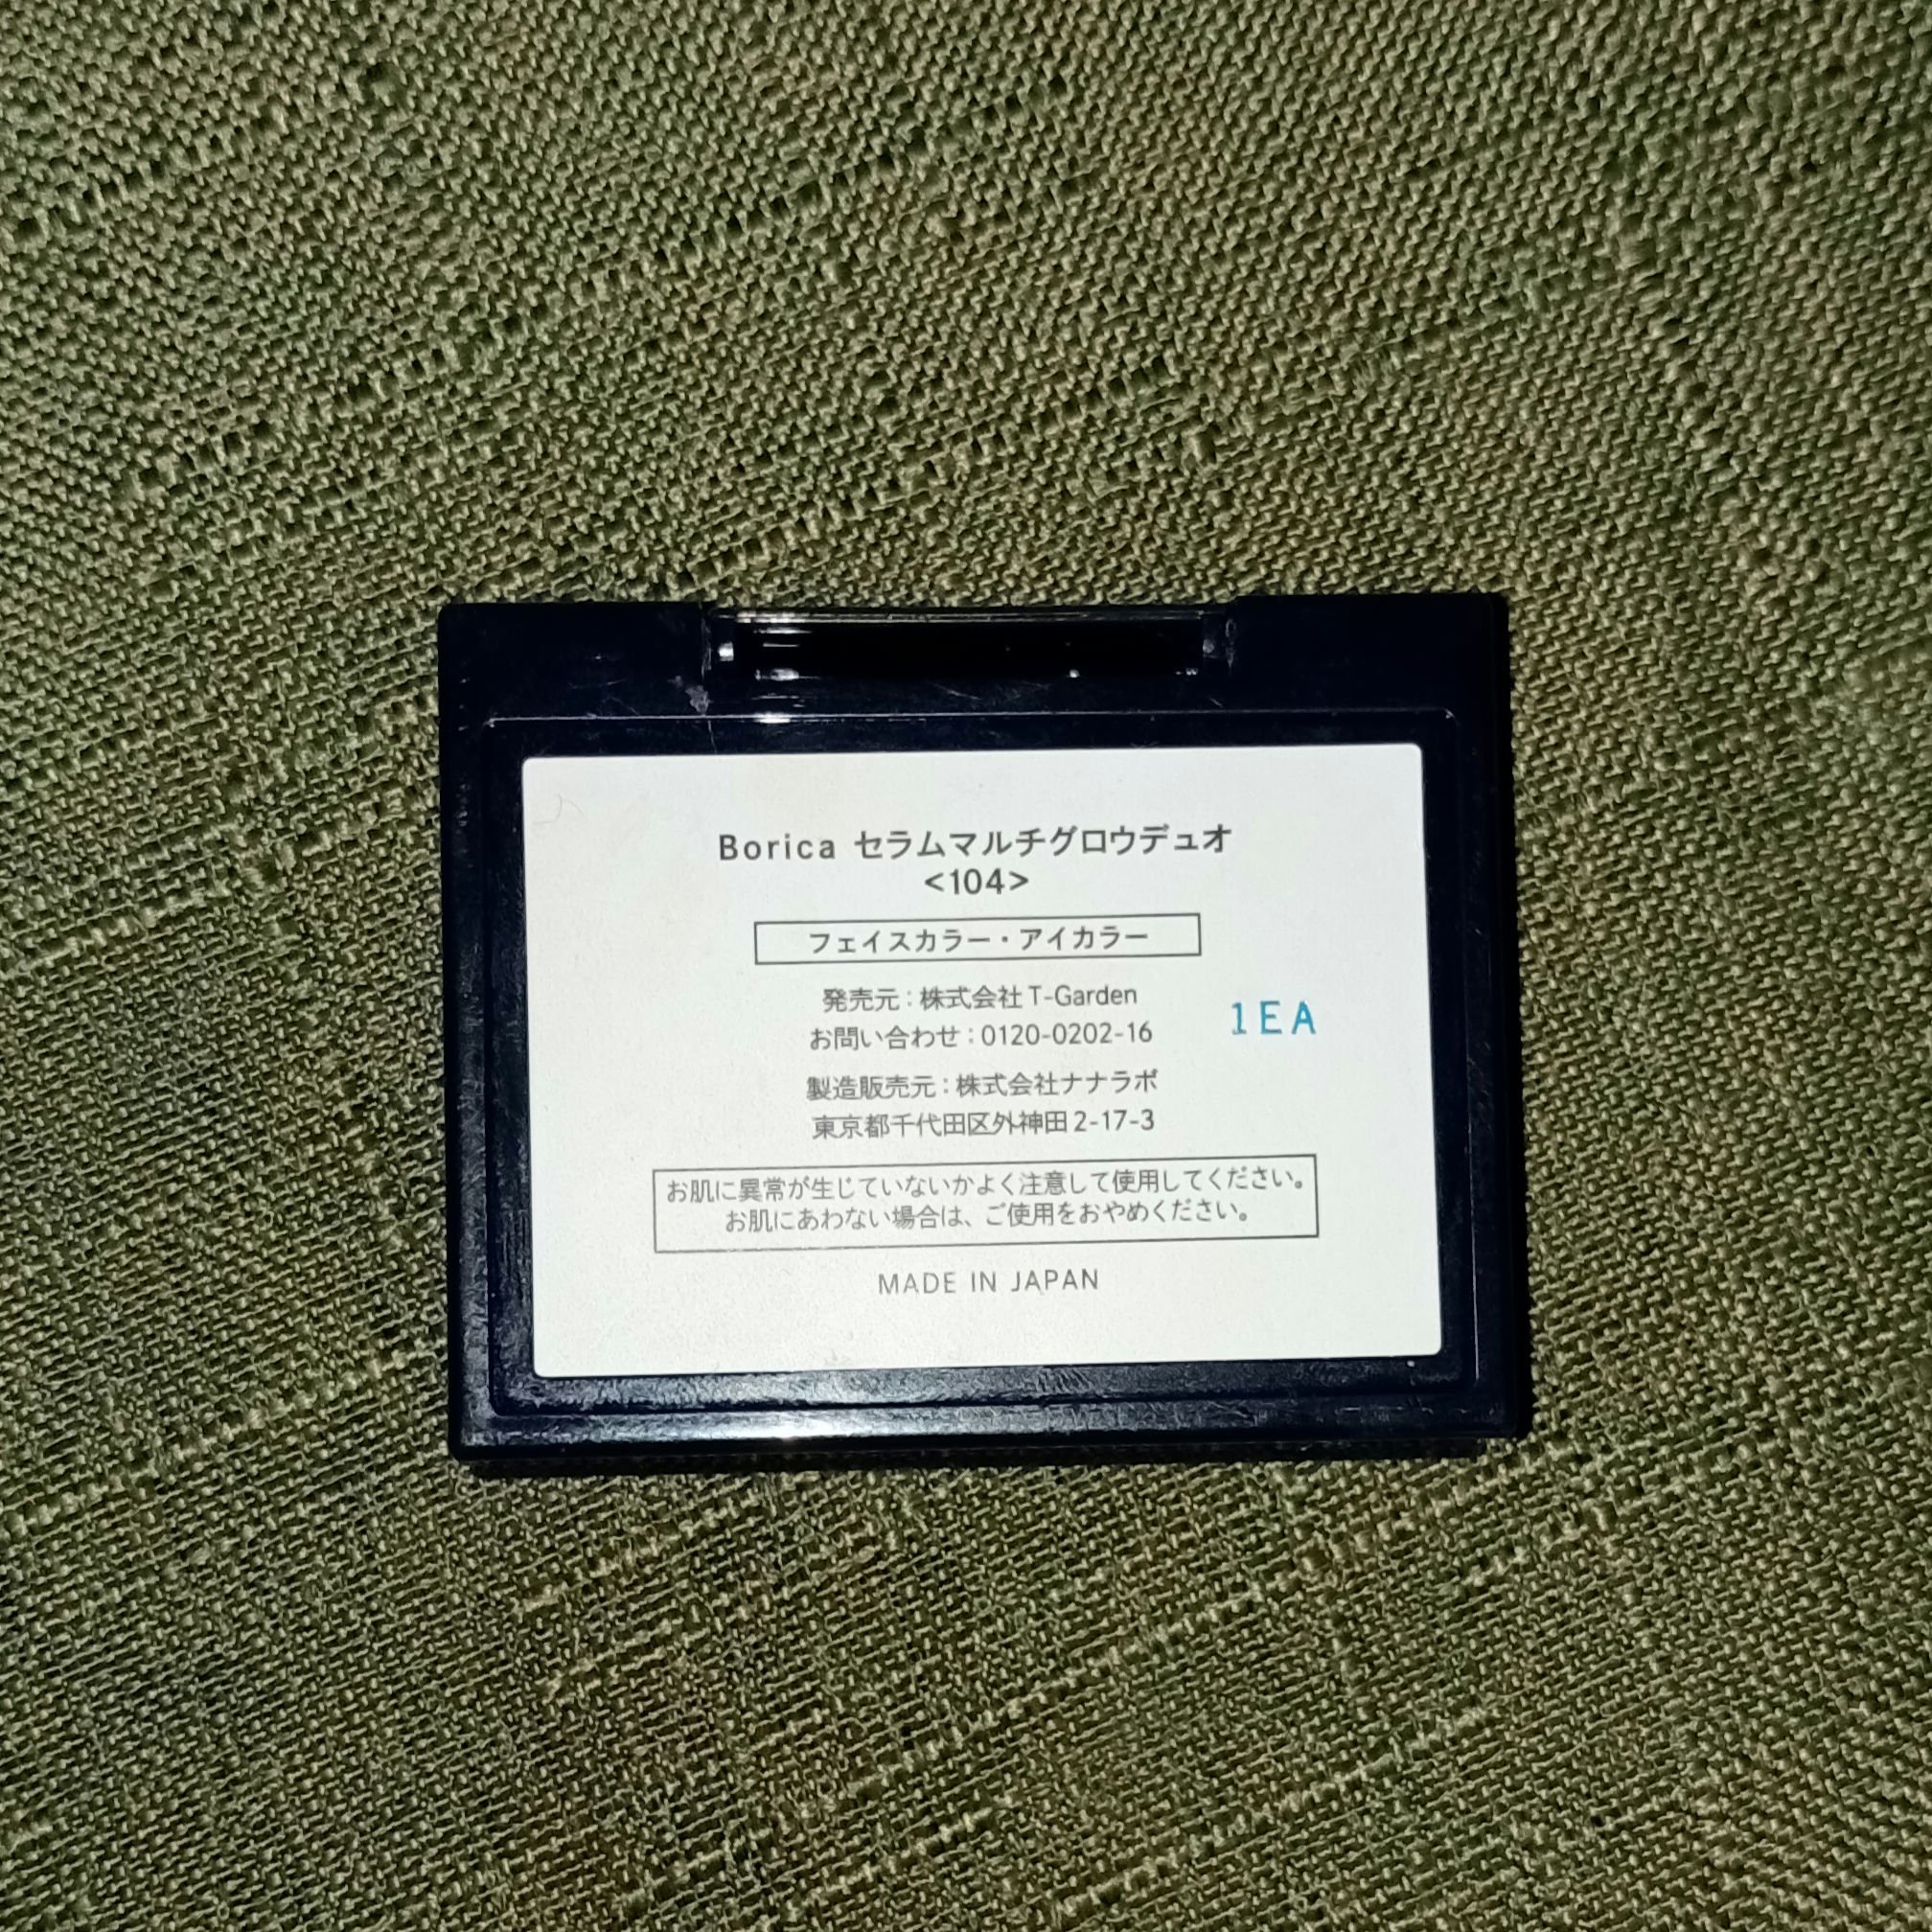 Borica セラムマルチグロウデュオ
<104>
フェイスカラー・アイカラー
発売元：株式会社 T-Garden
お問い合わせ：0120-0202-16
1EA
製造販売元：株式会社ナナラボ
東京都千代田区外神田 2-17-3
お肌に異常が生じていないかよく注意して使用してください。
お肌にあわない場合は、ご使用をおやめください。
MADE IN JAPAN